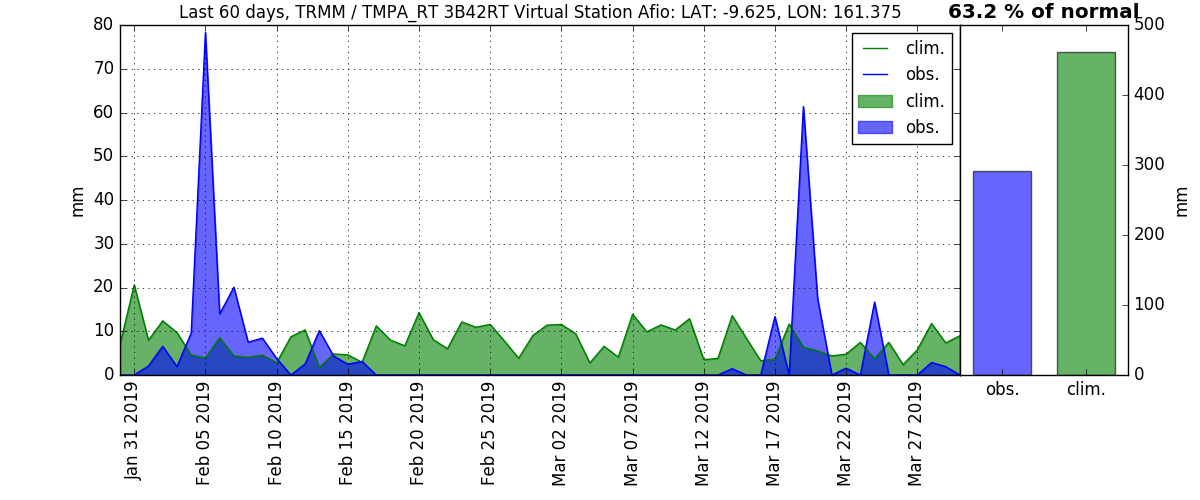 Last 60 days, TRMM / TMPA_RT 3B42RT Virtual Station Afio: LAT: -9.625, LON: 161.375
63.2 % of normal
80
70
60
50
40
30
20
10
0
mm
clim.
obs.
clim.
obs.
Jan 31 2019
Feb 05 2019
Feb 10 2019
Feb 15 2019
Feb 20 2019
Feb 25 2019
Mar 02 2019
Mar 07 2019
Mar 12 2019
Mar 17 2019
Mar 22 2019
Mar 27 2019
500
400
300
200
100
0
mm
obs.
clim.